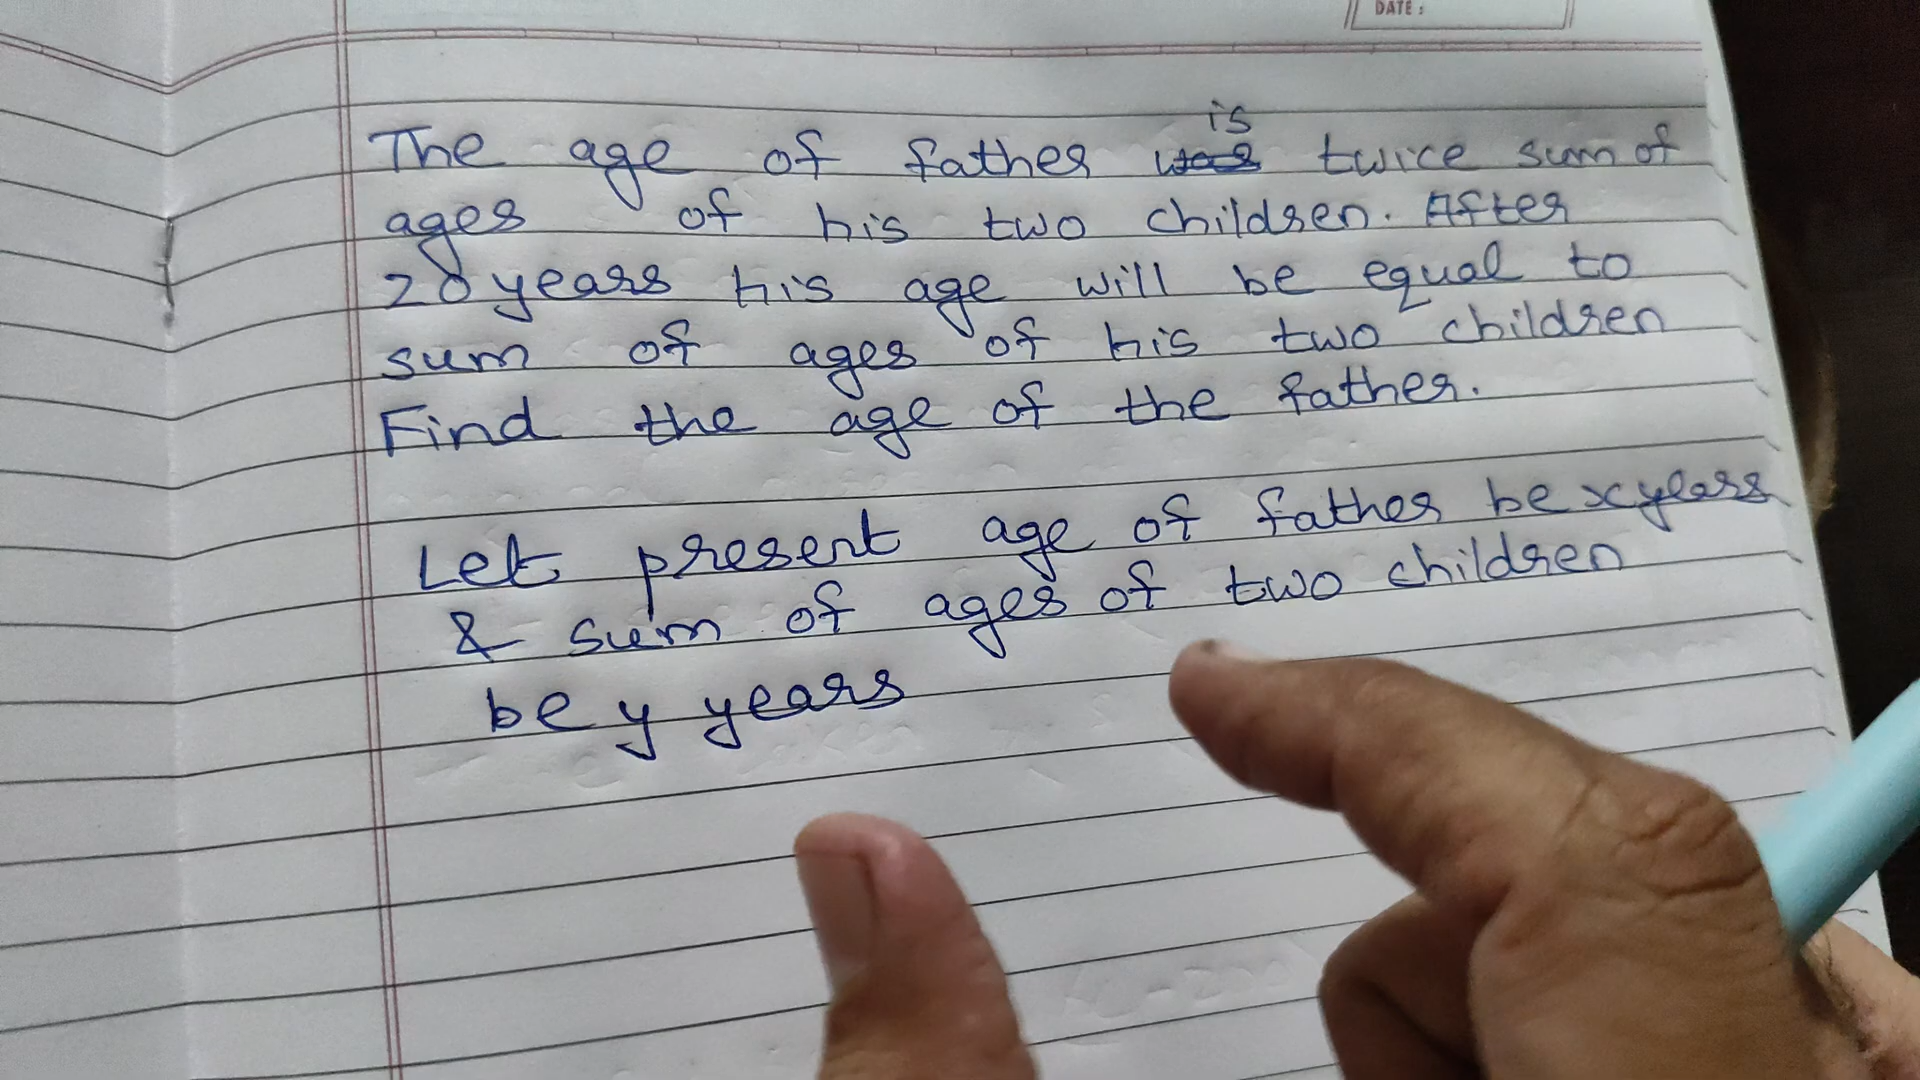 DATE :
is
The age of father was twice sum of
ages of his two children. After
20 years his age will be equal to
sum of ages of his two children
Find the age of the father.
Let present age of father be x years
& sum of ages of two children
be y years